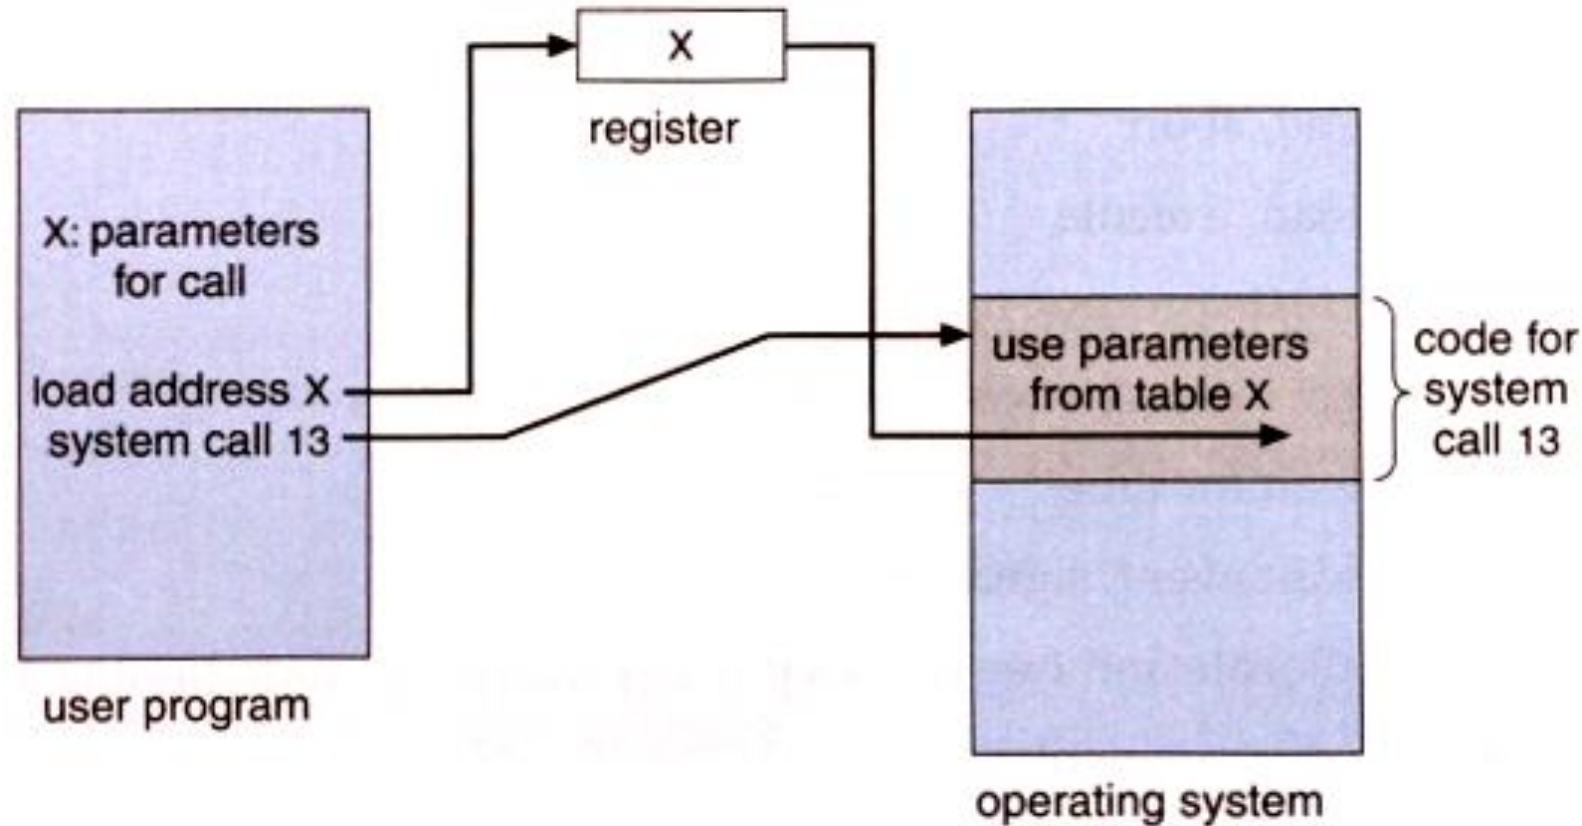 X
register
X: parameters
for call
load address X
system call 13
user program
use parameters
from table X
code for
system
call 13
operating system